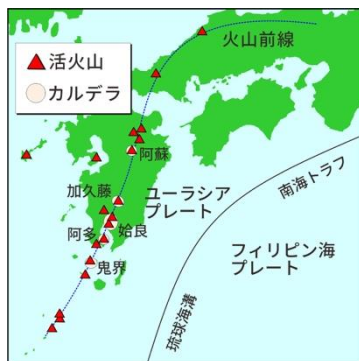 火山前線
活火山
カルデラ
阿蘇
加久藤
ユーラシア
プレート
南海トラフ
阿多
姶良
フィリピン海
プレート
鬼界
琉球海溝